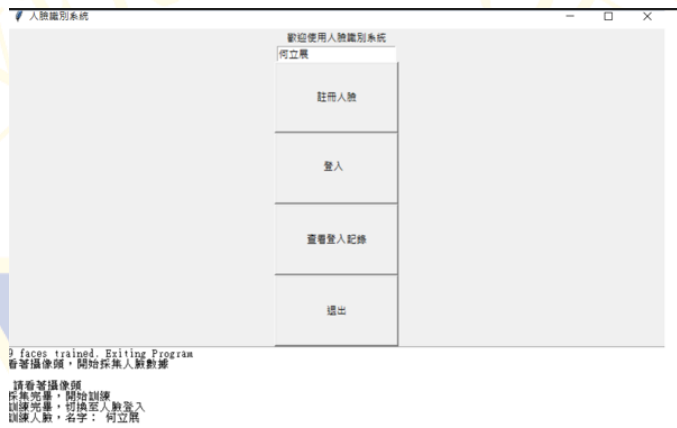 人臉識別系統
歡迎使用人臉識別系統
何立展
註冊人臉
登入
查看登入記錄
退出
9 faces trained. Exiting Program
看著攝像頭，開始採集人臉數據
請看著攝像頭
採集完畢，開始訓練
訓練完畢，切換至人臉登入
訓練人臉，名字： 何立展